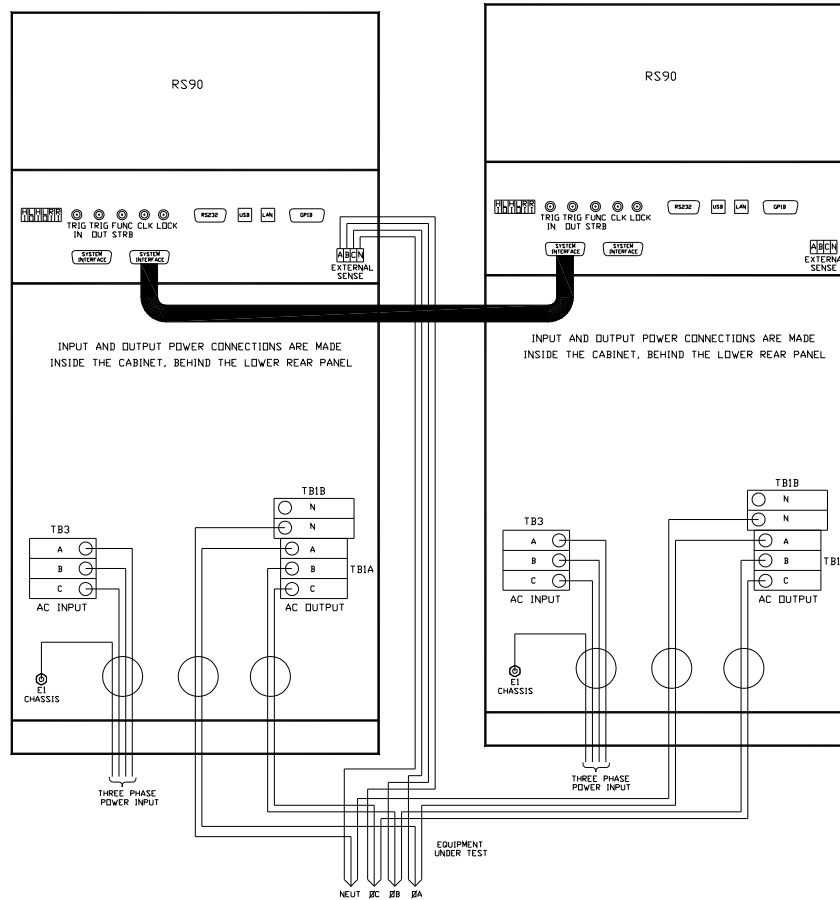 RS90
TRIG IN
TRIG OUT
FUNC STRB
CLK
LOCK
RS232
USB
LAN
GPIB
SYSTEM INTERFACE
SYSTEM INTERFACE
A B C N
EXTERNAL SENSE
INPUT AND OUTPUT POWER CONNECTIONS ARE MADE
INSIDE THE CABINET, BEHIND THE LOWER REAR PANEL
TB1B
N
N
TB3
A
B
C
AC INPUT
A
B
C
TB1A
AC OUTPUT
E1
CHASSIS
THREE PHASE
POWER INPUT
RS90
TRIG IN
TRIG OUT
FUNC STRB
CLK
LOCK
RS232
USB
LAN
GPIB
SYSTEM INTERFACE
SYSTEM INTERFACE
A B C N
EXTERNA
SENSE
INPUT AND OUTPUT POWER CONNECTIONS ARE MADE
INSIDE THE CABINET, BEHIND THE LOWER REAR PANEL
TB1B
N
N
TB3
A
B
C
AC INPUT
A
B
C
TB1
AC OUTPUT
E1
CHASSIS
THREE PHASE
POWER INPUT
EQUIPMENT
UNDER TEST
NEUT ØC ØB ØA